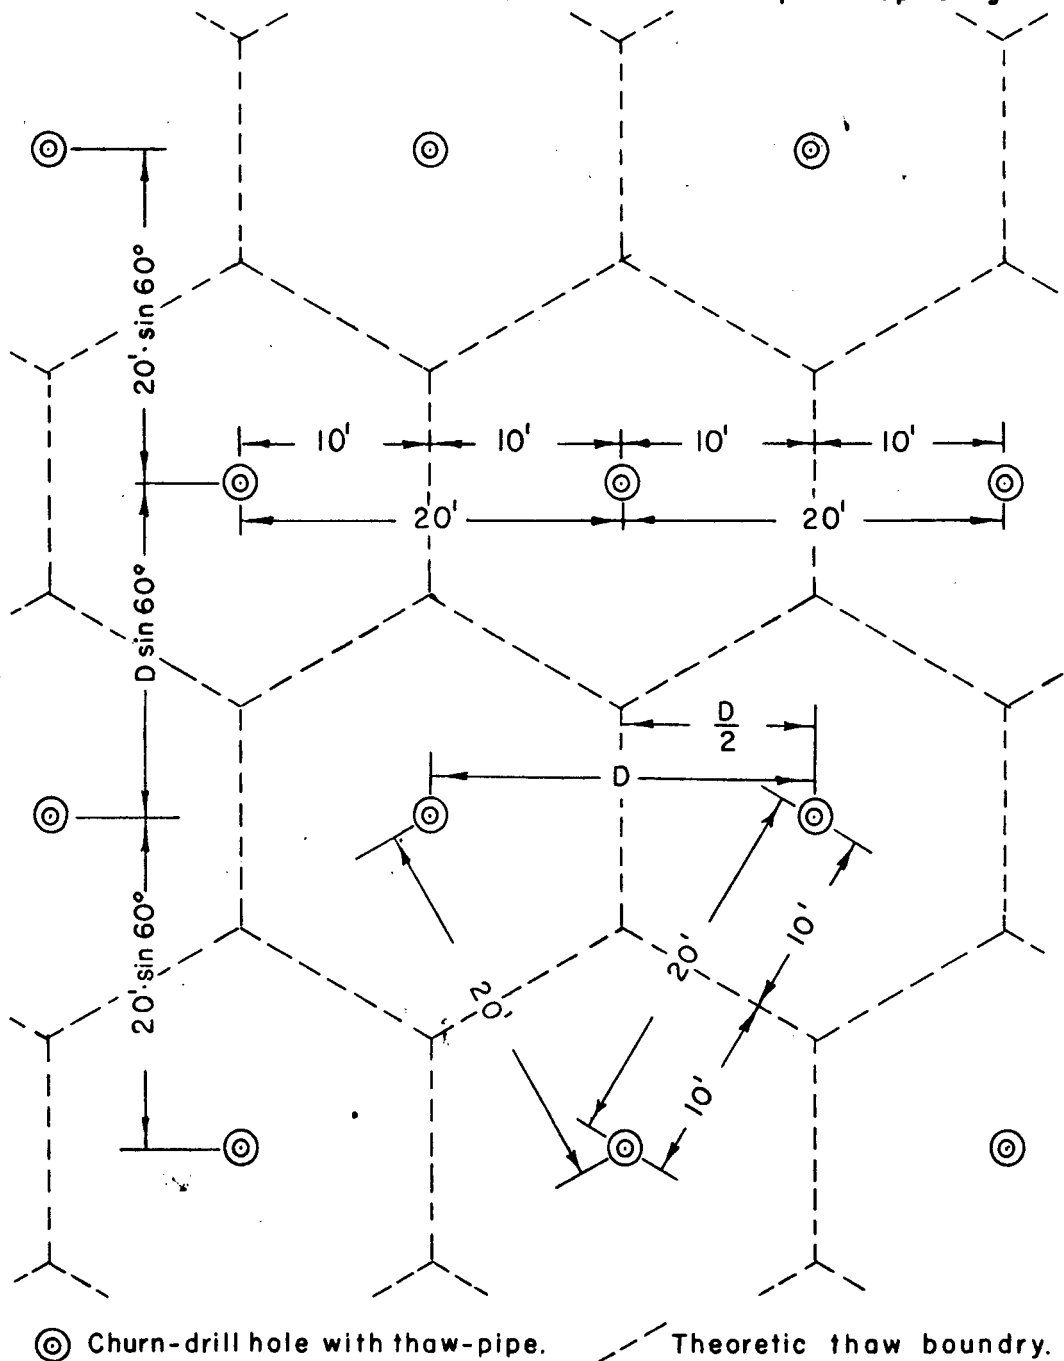 20'·sin 60°
10' 10' 10' 10'
20' 20'
D sin 60°
D
2
D
20'·sin 60°
20'
20'
10'
10'
Churn-drill hole with thaw-pipe. Theoretic thaw boundry.